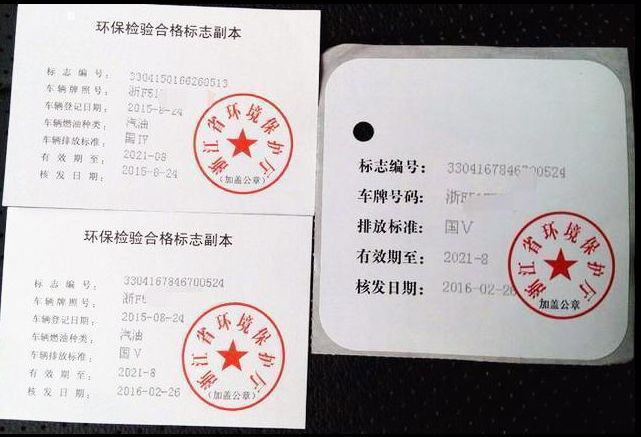 环保检验合格标志副本
标志编号： 3304150166260513
车辆牌照号： 浙F51
车辆登记日期： 2015-8-24
车辆燃油种类： 汽油
车辆排放标准： 国Ⅳ
有效期至： 2021-08
核发日期： 2015-8-24
浙江省环境保护厅
(加盖公章)
环保检验合格标志副本
标志编号： 3304167846700524
车辆牌照号： 浙F5
车辆登记日期： 2015-08-24
车辆燃油种类： 汽油
车辆排放标准： 国Ⅴ
有效期至： 2021-8
核发日期： 2016-02-26
浙江省环境保护厅
(加盖公章)
标志编号： 3304167846700524
车牌号码： 浙F5
排放标准： 国Ⅴ
有效期至： 2021-8
核发日期： 2016-02-26
浙江省环境保护厅
(加盖公章)